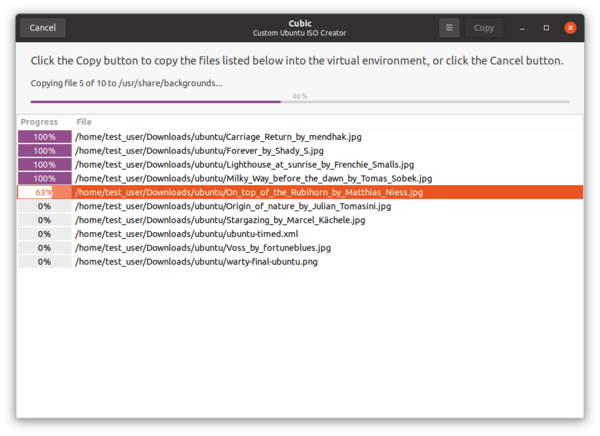 Cancel
Cubic
Custom Ubuntu ISO Creator
Copy
Click the Copy button to copy the files listed below into the virtual environment, or click the Cancel button.
Copying file 5 of 10 to /usr/share/backgrounds...
46%
Progress File
100% /home/test_user/Downloads/ubuntu/Carriage_Return_by_mendhak.jpg
100% /home/test_user/Downloads/ubuntu/Forever_by_Shady_S.jpg
100% /home/test_user/Downloads/ubuntu/Lighthouse_at_sunrise_by_Frenchie_Smalls.jpg
100% /home/test_user/Downloads/ubuntu/Milky_Way_before_the_dawn_by_Tomas_Sobek.jpg
63% /home/test_user/Downloads/ubuntu/On_top_of_the_Rubihorn_by_Matthias_Niess.jpg
0% /home/test_user/Downloads/ubuntu/Origin_of_nature_by_Julian_Tomasini.jpg
0% /home/test_user/Downloads/ubuntu/Stargazing_by_Marcel_Kächele.jpg
0% /home/test_user/Downloads/ubuntu/ubuntu-timed.xml
0% /home/test_user/Downloads/ubuntu/Voss_by_fortuneblues.jpg
0% /home/test_user/Downloads/ubuntu/warty-final-ubuntu.png